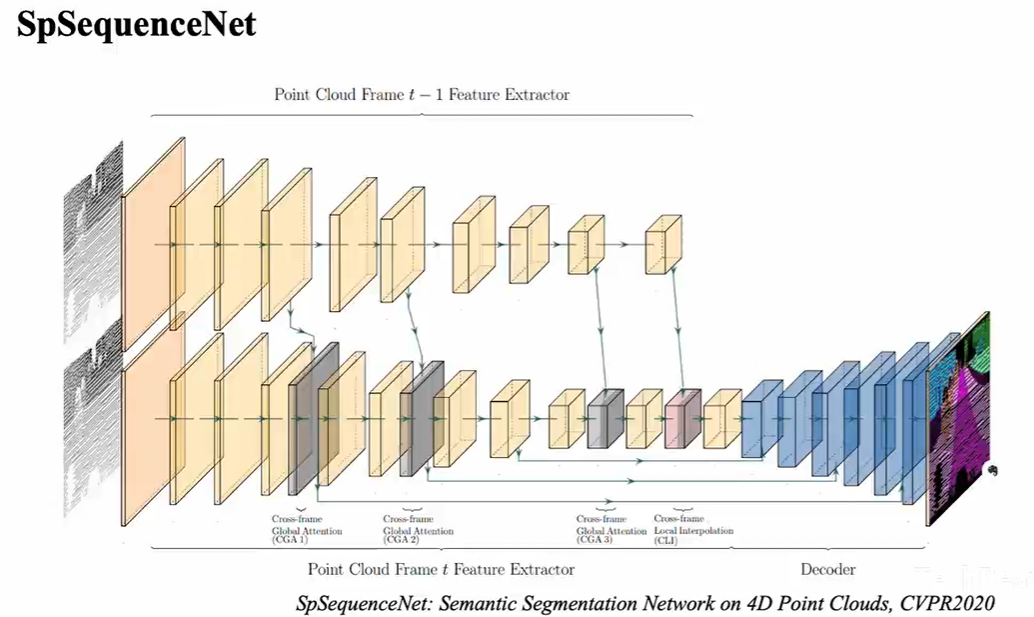 SpSequenceNet
Point Cloud Frame t − 1 Feature Extractor
Cross-frame
Global Attention
(CGA 1)
Cross-frame
Global Attention
(CGA 2)
Cross-frame
Global Attention
(CGA 3)
Cross-frame
Local Interpolation
(CLI)
Point Cloud Frame t Feature Extractor
Decoder
SpSequenceNet: Semantic Segmentation Network on 4D Point Clouds, CVPR2020